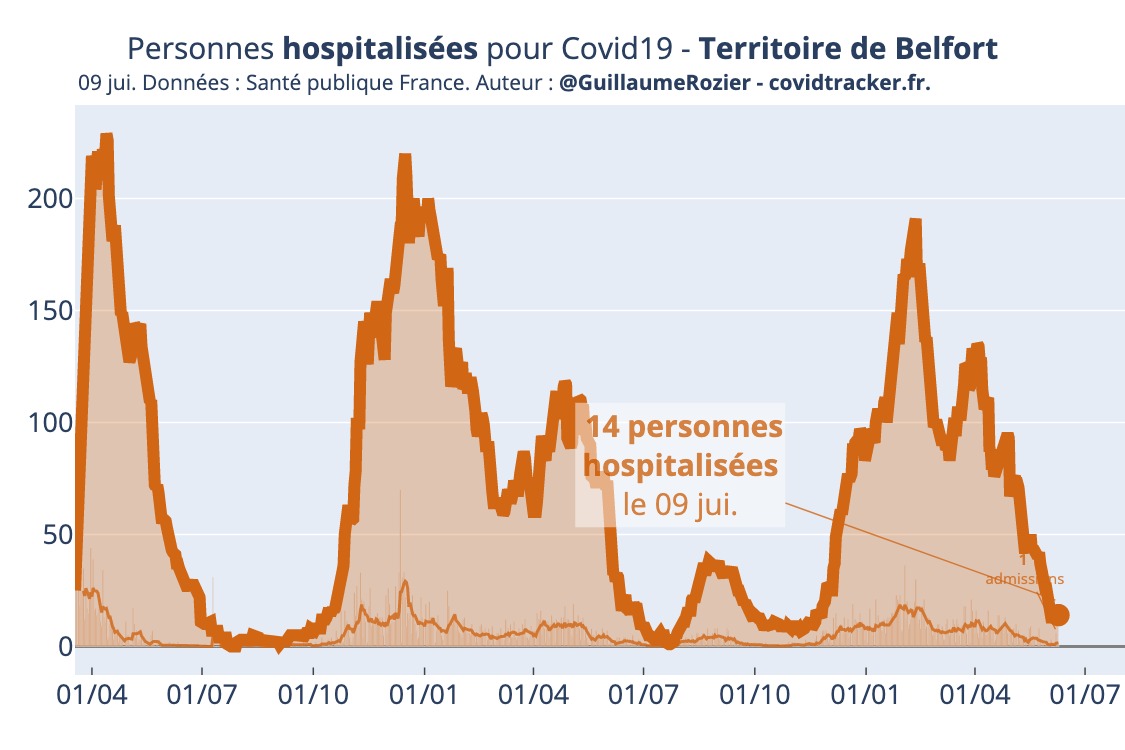 Personnes hospitalisées pour Covid19 - Territoire de Belfort
09 jui. Données : Santé publique France. Auteur : @GuillaumeRozier - covidtracker.fr.
200
150
100
50
0
14 personnes
hospitalisées
le 09 jui.
admissions
01/04 01/07 01/10 01/01 01/04 01/07 01/10 01/01 01/04 01/07